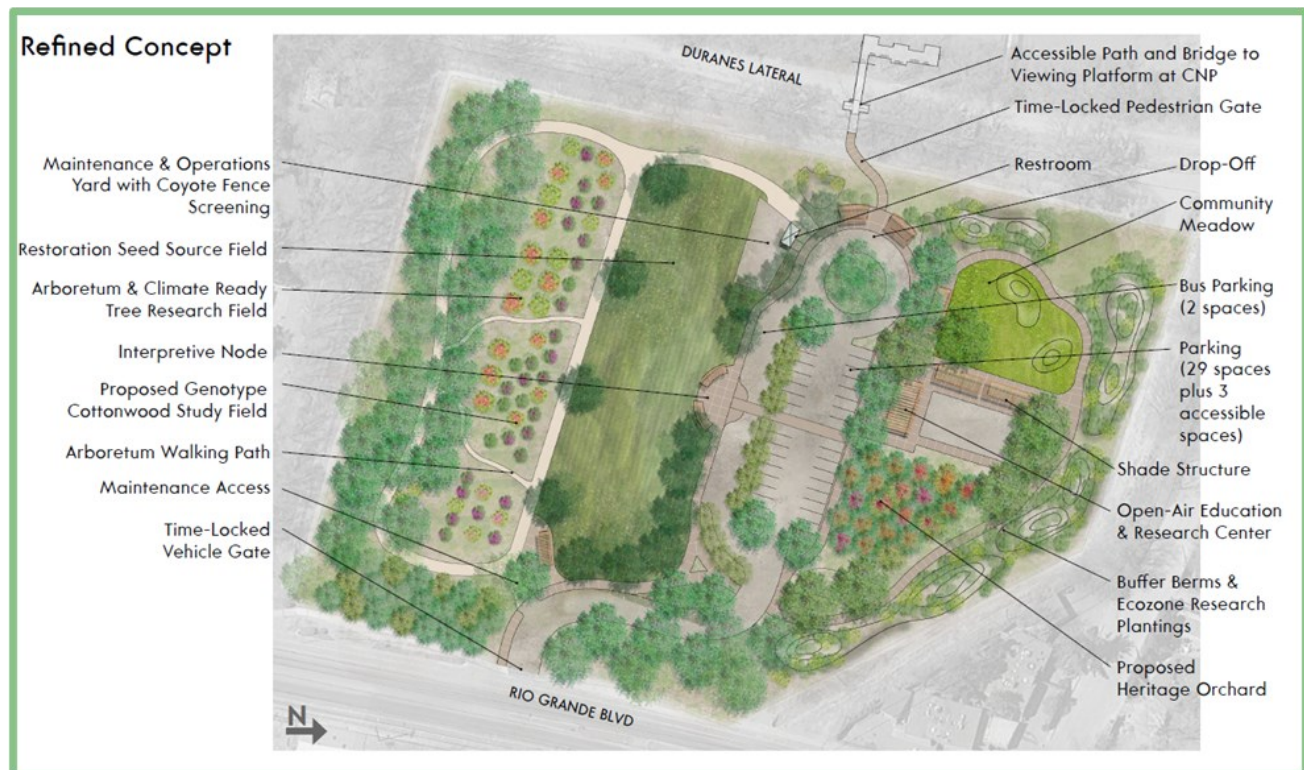 Refined Concept
DURANES LATERAL
Accessible Path and Bridge to
Viewing Platform at CNP
Time-Locked Pedestrian Gate
Restroom
Drop-Off
Community
Meadow
Bus Parking
(2 spaces)
Parking
(29 spaces
plus 3
accessible
spaces)
Shade Structure
Open-Air Education
& Research Center
Buffer Berms &
Ecozone Research
Plantings
Proposed
Heritage Orchard
Maintenance & Operations
Yard with Coyote Fence
Screening
Restoration Seed Source Field
Arboretum & Climate Ready
Tree Research Field
Interpretive Node
Proposed Genotype
Cottonwood Study Field
Arboretum Walking Path
Maintenance Access
Time-Locked
Vehicle Gate
RIO GRANDE BLVD
N